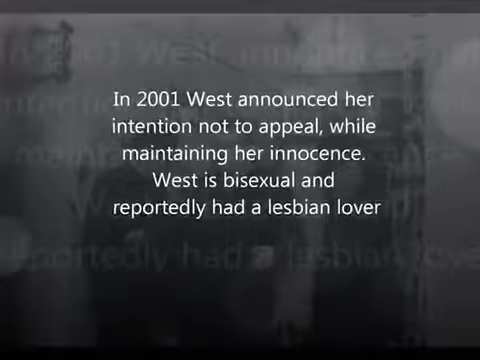 In 2001 West announced her
intention not to appeal, while
maintaining her innocence.
West is bisexual and
reportedly had a lesbian lover